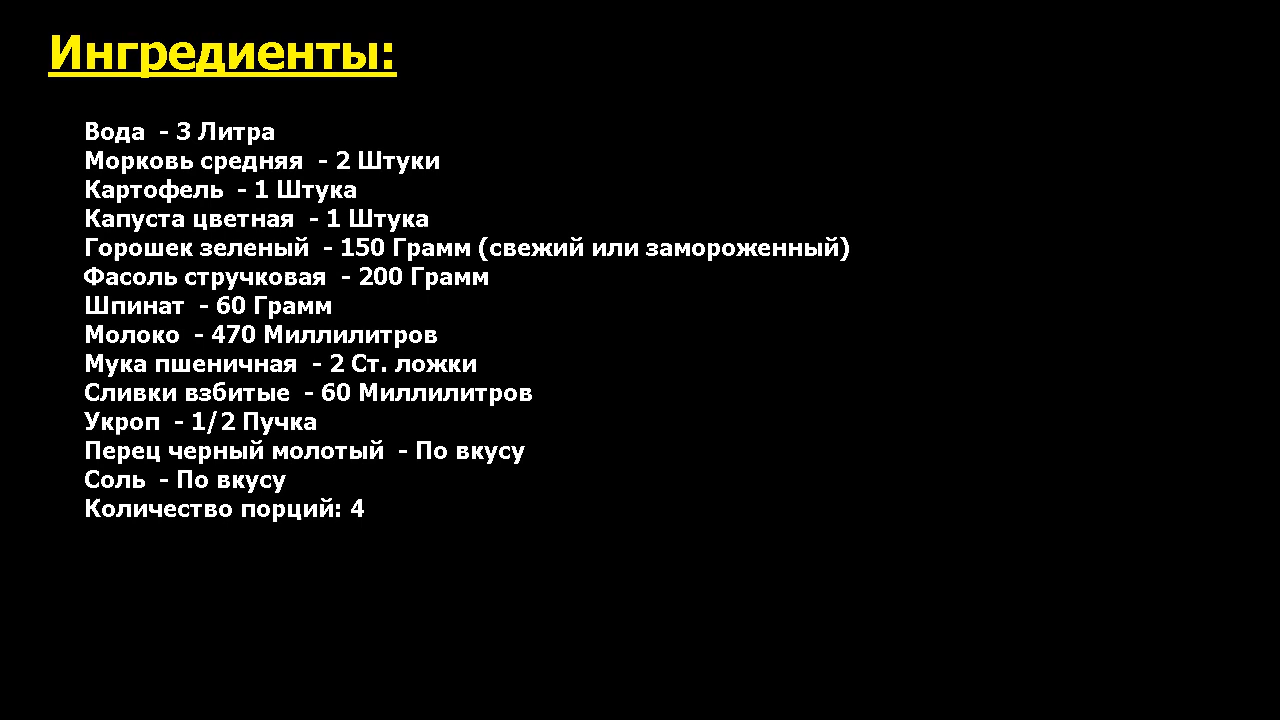 Ингредиенты:
Вода - 3 Литра
Морковь средняя - 2 Штуки
Картофель - 1 Штука
Капуста цветная - 1 Штука
Горошек зеленый - 150 Грамм (свежий или замороженный)
Фасоль стручковая - 200 Грамм
Шпинат - 60 Грамм
Молоко - 470 Миллилитров
Мука пшеничная - 2 Ст. ложки
Сливки взбитые - 60 Миллилитров
Укроп - 1/2 Пучка
Перец черный молотый - По вкусу
Соль - По вкусу
Количество порций: 4